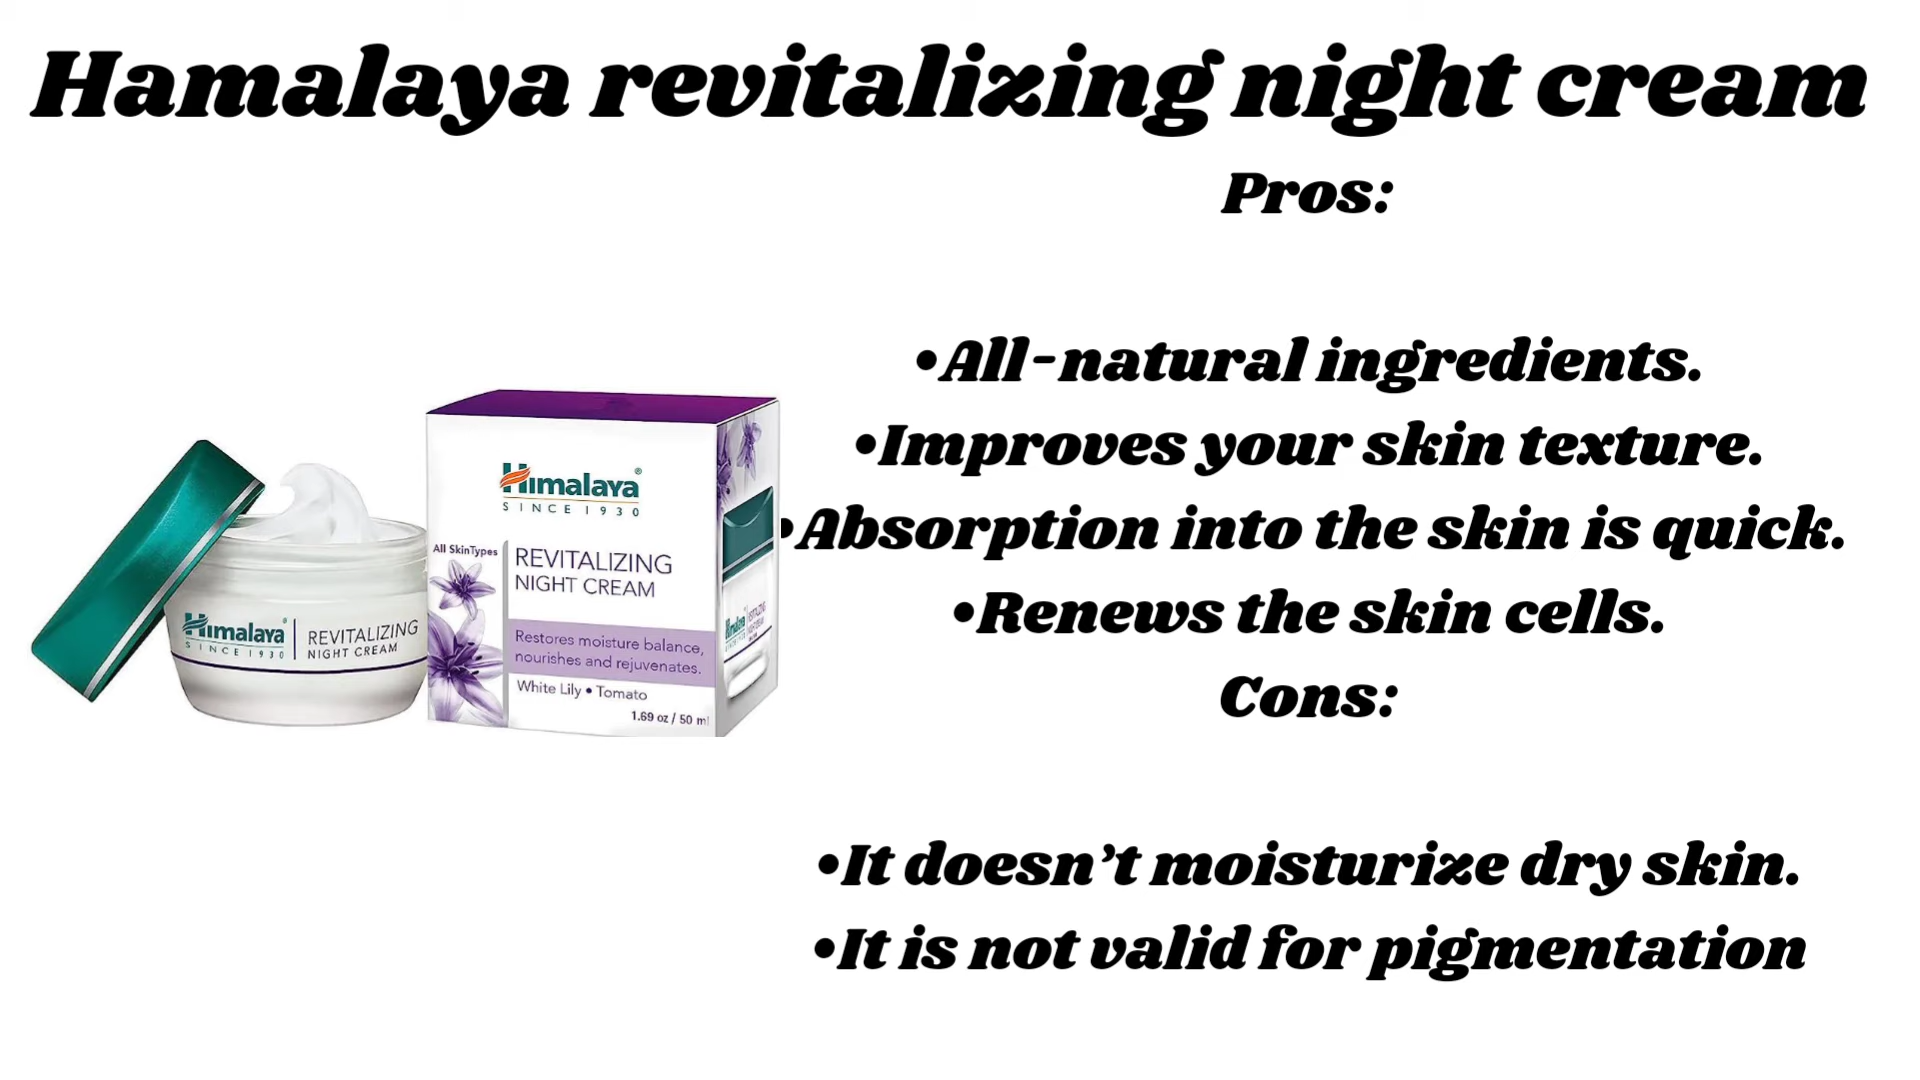 Hamalaya revitalizing night cream
Pros:
•All-natural ingredients.
•Improves your skin texture.
•Absorption into the skin is quick.
•Renews the skin cells.
Cons:
•It doesn’t moisturize dry skin.
•It is not valid for pigmentation
Himalaya®
SINCE 1930
All Skin Types
REVITALIZING
NIGHT CREAM
Restores moisture balance,
nourishes and rejuvenates.
White Lily • Tomato
1.69 oz / 50 ml
Himalaya
SINCE 1930
REVITALIZING
NIGHT CREAM